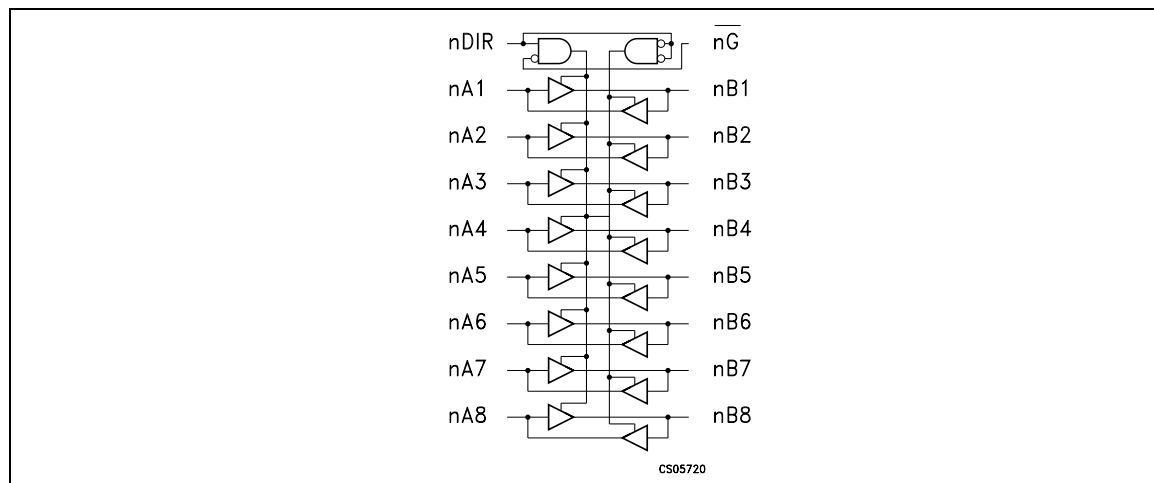 nDIR G̅ nG
nA1 nB1
nA2 nB2
nA3 nB3
nA4 nB4
nA5 nB5
nA6 nB6
nA7 nB7
nA8 nB8
CS05720